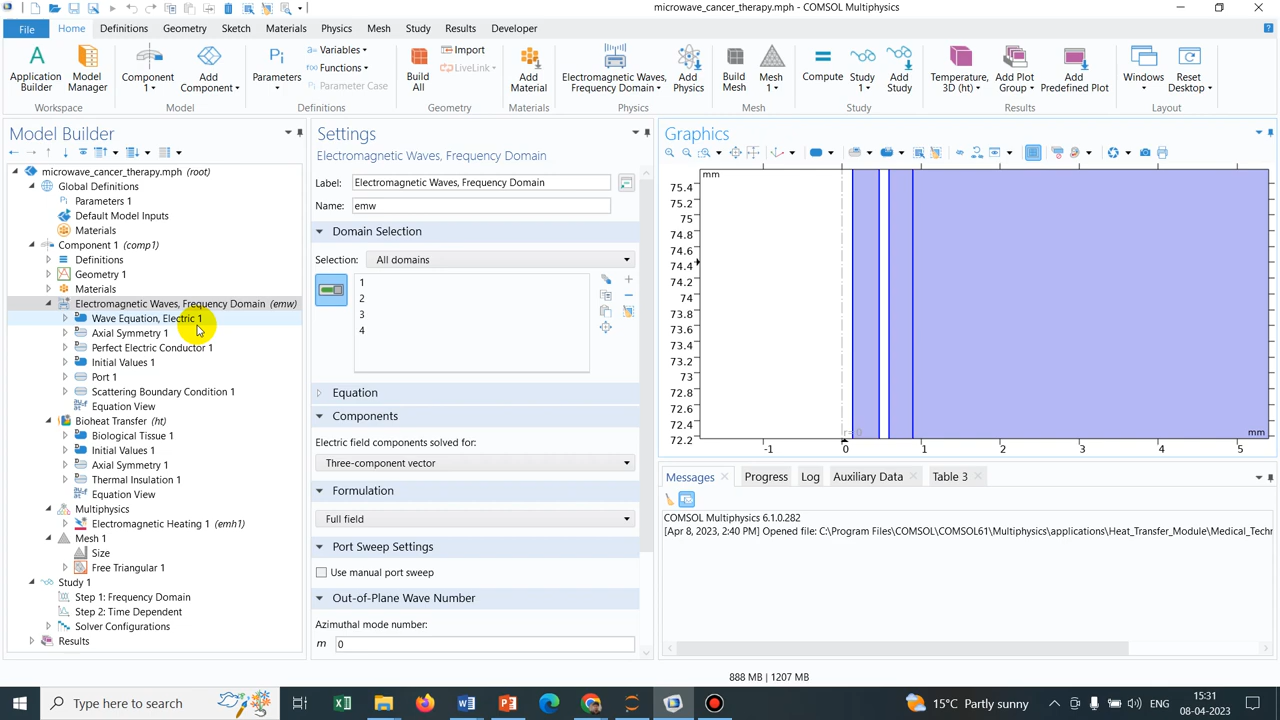 microwave_cancer_therapy.mph - COMSOL Multiphysics
File
Home
Definitions
Geometry
Sketch
Materials
Physics
Mesh
Study
Results
Developer
Application Builder
Model Manager
Workspace
Component 1
Add Component
Model
Parameters
Pi
a= Variables
f(x) Functions
Parameter Case
Definitions
Build All
Import
LiveLink
Geometry
Add Material
Materials
Electromagnetic Waves, Frequency Domain
Add Physics
Physics
Build Mesh
Mesh 1
Mesh
Compute
Study 1
Add Study
Study
Temperature, 3D (ht)
Add Plot Group
Add Predefined Plot
Results
Windows
Reset Desktop
Layout
Model Builder
microwave_cancer_therapy.mph (root)
Global Definitions
Pi Parameters 1
Default Model Inputs
Materials
Component 1 (comp1)
Definitions
Geometry 1
Materials
Electromagnetic Waves, Frequency Domain (emw)
Wave Equation, Electric 1
Axial Symmetry 1
Perfect Electric Conductor 1
Initial Values 1
Port 1
Scattering Boundary Condition 1
Equation View
Bioheat Transfer (ht)
Biological Tissue 1
Initial Values 1
Axial Symmetry 1
Thermal Insulation 1
Equation View
Multiphysics
Electromagnetic Heating 1 (emh1)
Mesh 1
Size
Free Triangular 1
Study 1
Step 1: Frequency Domain
Step 2: Time Dependent
Solver Configurations
Results
Settings
Electromagnetic Waves, Frequency Domain
Label: Electromagnetic Waves, Frequency Domain
Name: emw
Domain Selection
Selection: All domains
1
2
3
4
Equation
Components
Electric field components solved for:
Three-component vector
Formulation
Full field
Port Sweep Settings
Use manual port sweep
Out-of-Plane Wave Number
Azimuthal mode number:
m 0
Graphics
mm
75.4
75.2
75
74.8
74.6
74.4
74.2
74
73.8
73.6
73.4
73.2
73
72.8
72.6
72.4
72.2
r=0
mm
-1 0 1 2 3 4 5
Messages
Progress
Log
Auxiliary Data
Table 3
COMSOL Multiphysics 6.1.0.282
[Apr 8, 2023, 2:40 PM] Opened file: C:\Program Files\COMSOL\COMSOL61\Multiphysics\applications\Heat_Transfer_Module\Medical_Techn
888 MB | 1207 MB
Type here to search
15°C Partly sunny
ENG
15:31
08-04-2023